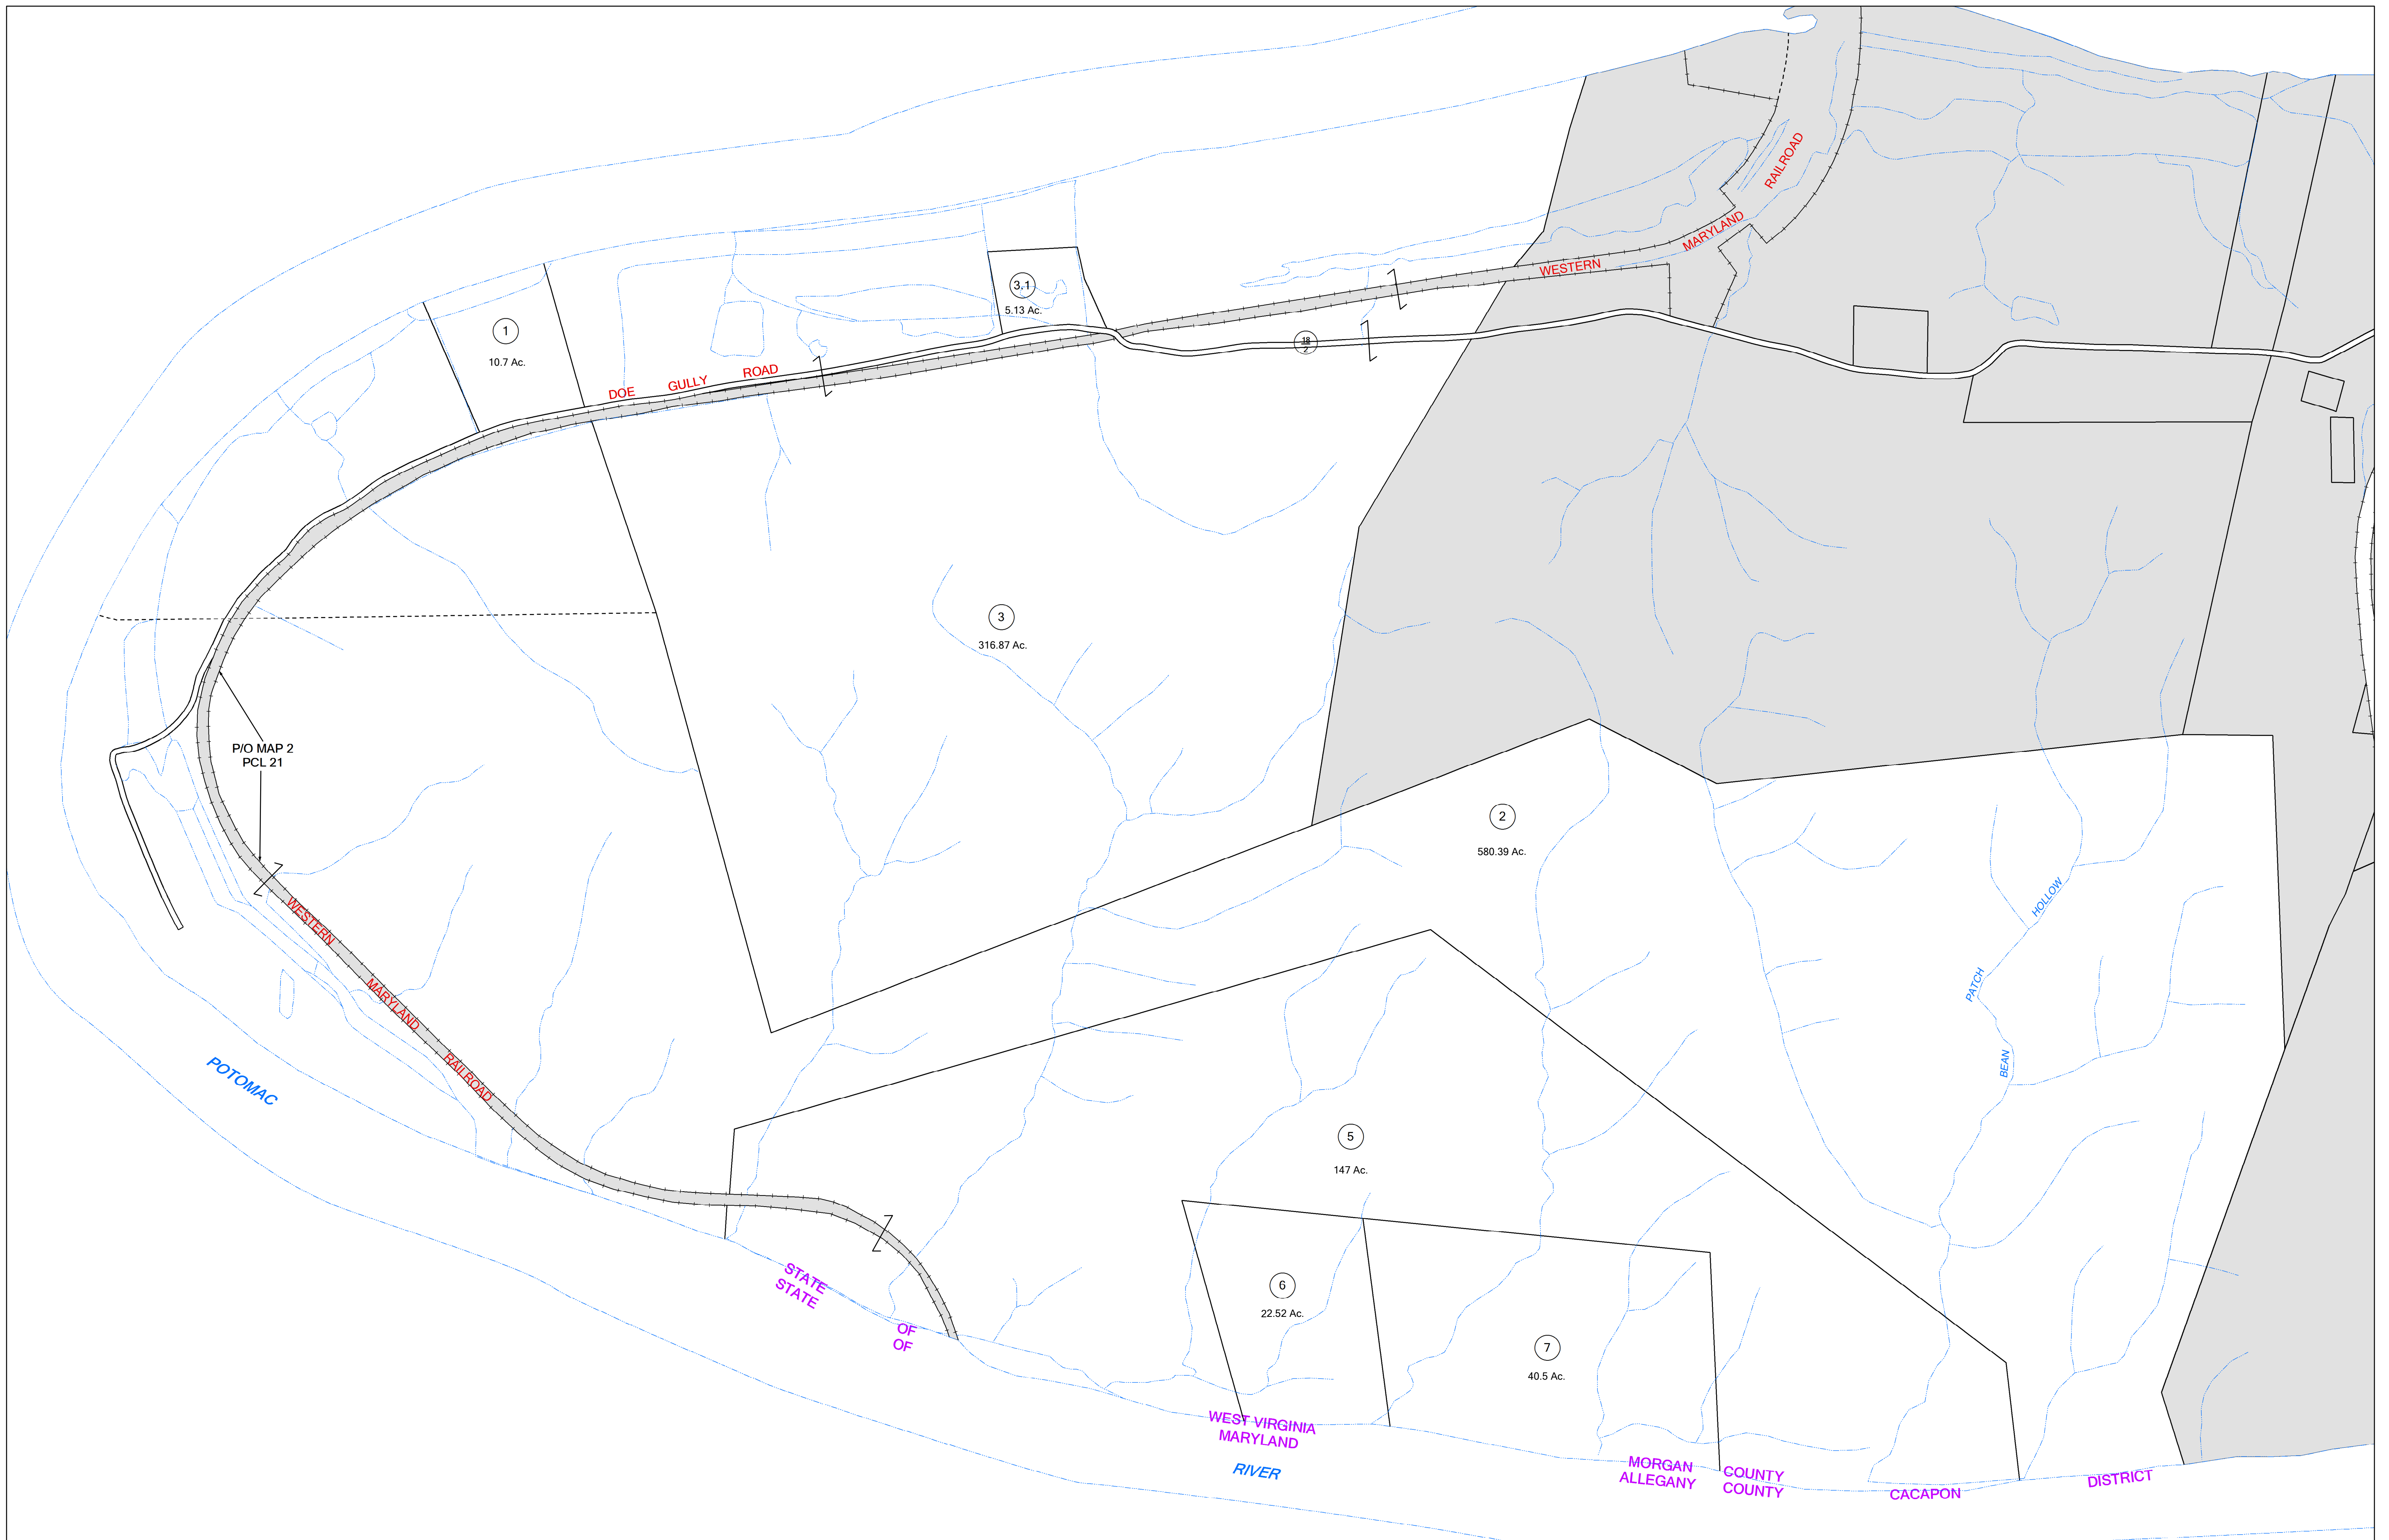 RAILROAD
MARYLAND
WESTERN
3.1
5.13 Ac.
1
10.7 Ac.
18
2
DOE GULLY ROAD
3
316.87 Ac.
P/O MAP 2
PCL 21
2
580.39 Ac.
HOLLOW
PATCH
BEAN
WESTERN
MARYLAND
RAILROAD
POTOMAC
5
147 Ac.
6
22.52 Ac.
7
40.5 Ac.
STATE
STATE
OF
OF
WEST VIRGINIA
MARYLAND
RIVER
MORGAN COUNTY
ALLEGANY COUNTY
CACAPON DISTRICT